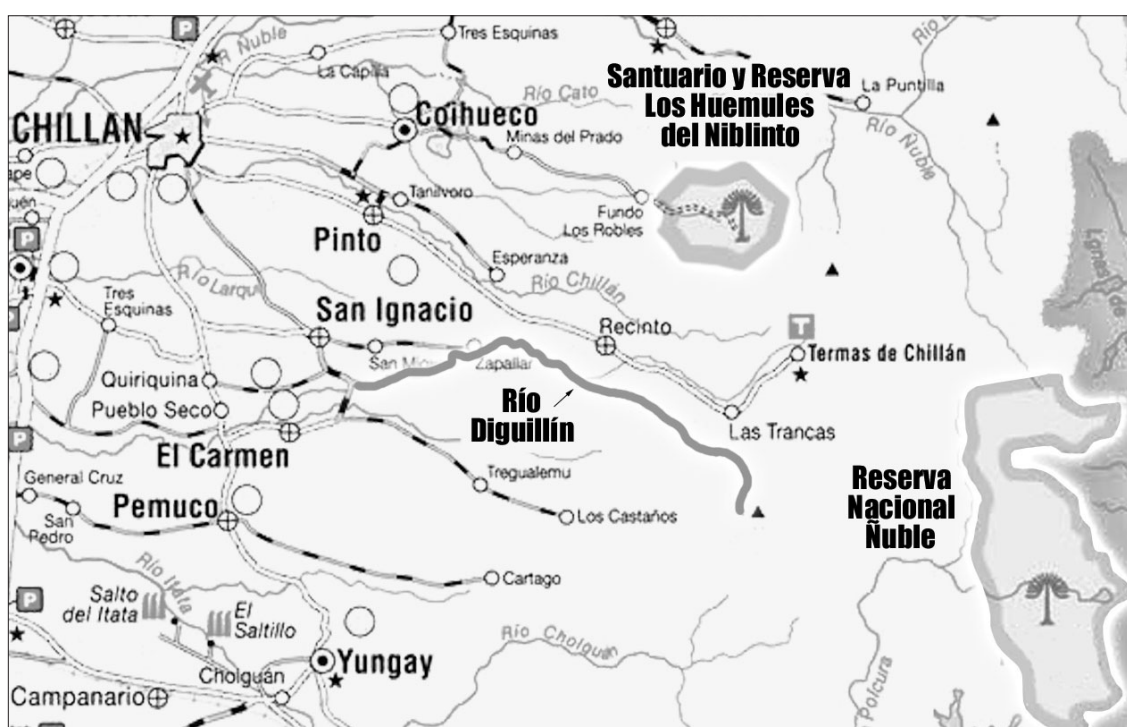 Tres Esquinas
R. Ñuble
La Capilla
Santuario y Reserva
Los Huemules
del Niblinto
La Puntilla
Río Cato
Coihueco
CHILLAN
Minas del Prado
Río Ñuble
Tanilvoro
Fundo
Los Robles
Pinto
Esperanza
Río Chillán
Río Larqui
Tres
Esquinas
San Ignacio
Recinto
Termas de Chillán
San Mig
Zapallar
Quiriquina
Río
Diguillín
Pueblo Seco
Las Trancas
El Carmen
Tregualemu
General Cruz
Pemuco
San
Pedro
Los Castaños
Reserva
Nacional
Ñuble
Cartago
Río Itata
Salto
del Itata
El
Saltillo
Río Cholguán
Yungay
Cholguán
Campanario
Polcura
P
P
P
P
P
T